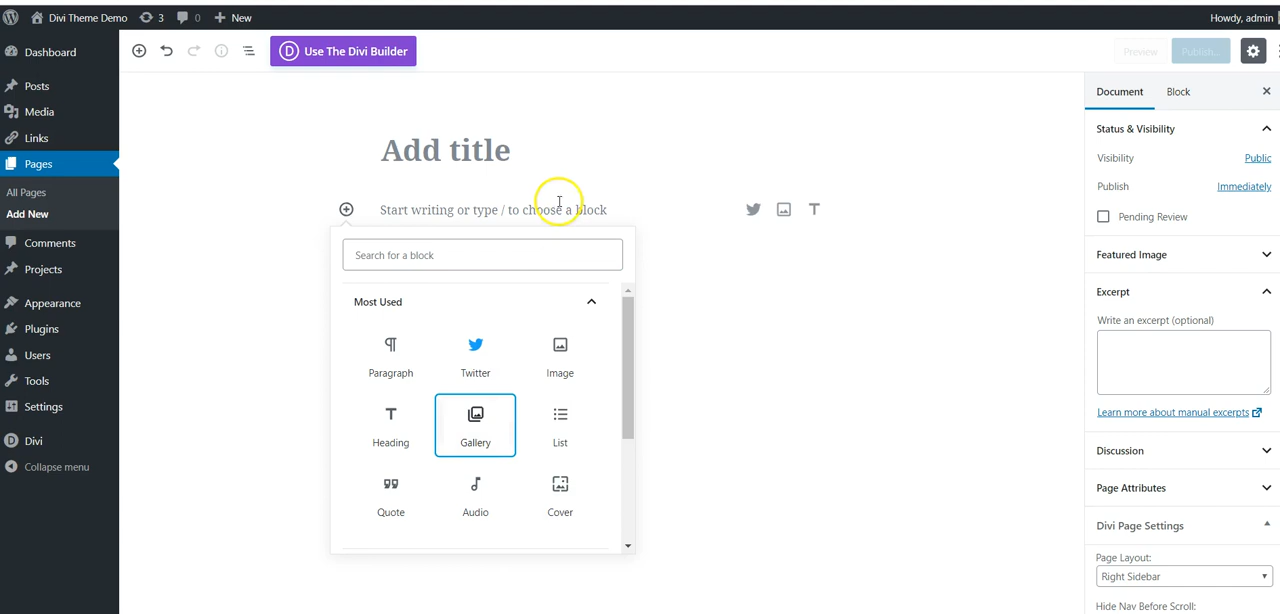 Divi Theme Demo 3 0 New Howdy, admin
Dashboard
Posts
Media
Links
Pages
All Pages
Add New
Comments
Projects
Appearance
Plugins
Users
Tools
Settings
Divi
Collapse menu
D Use The Divi Builder
Preview Publish...
Add title
Start writing or type / to choose a block
Search for a block
Most Used
Paragraph Twitter Image
Heading Gallery List
Quote Audio Cover
Document Block
Status & Visibility
Visibility Public
Publish Immediately
Pending Review
Featured Image
Excerpt
Write an excerpt (optional)
Learn more about manual excerpts
Discussion
Page Attributes
Divi Page Settings
Page Layout:
Right Sidebar
Hide Nav Before Scroll: